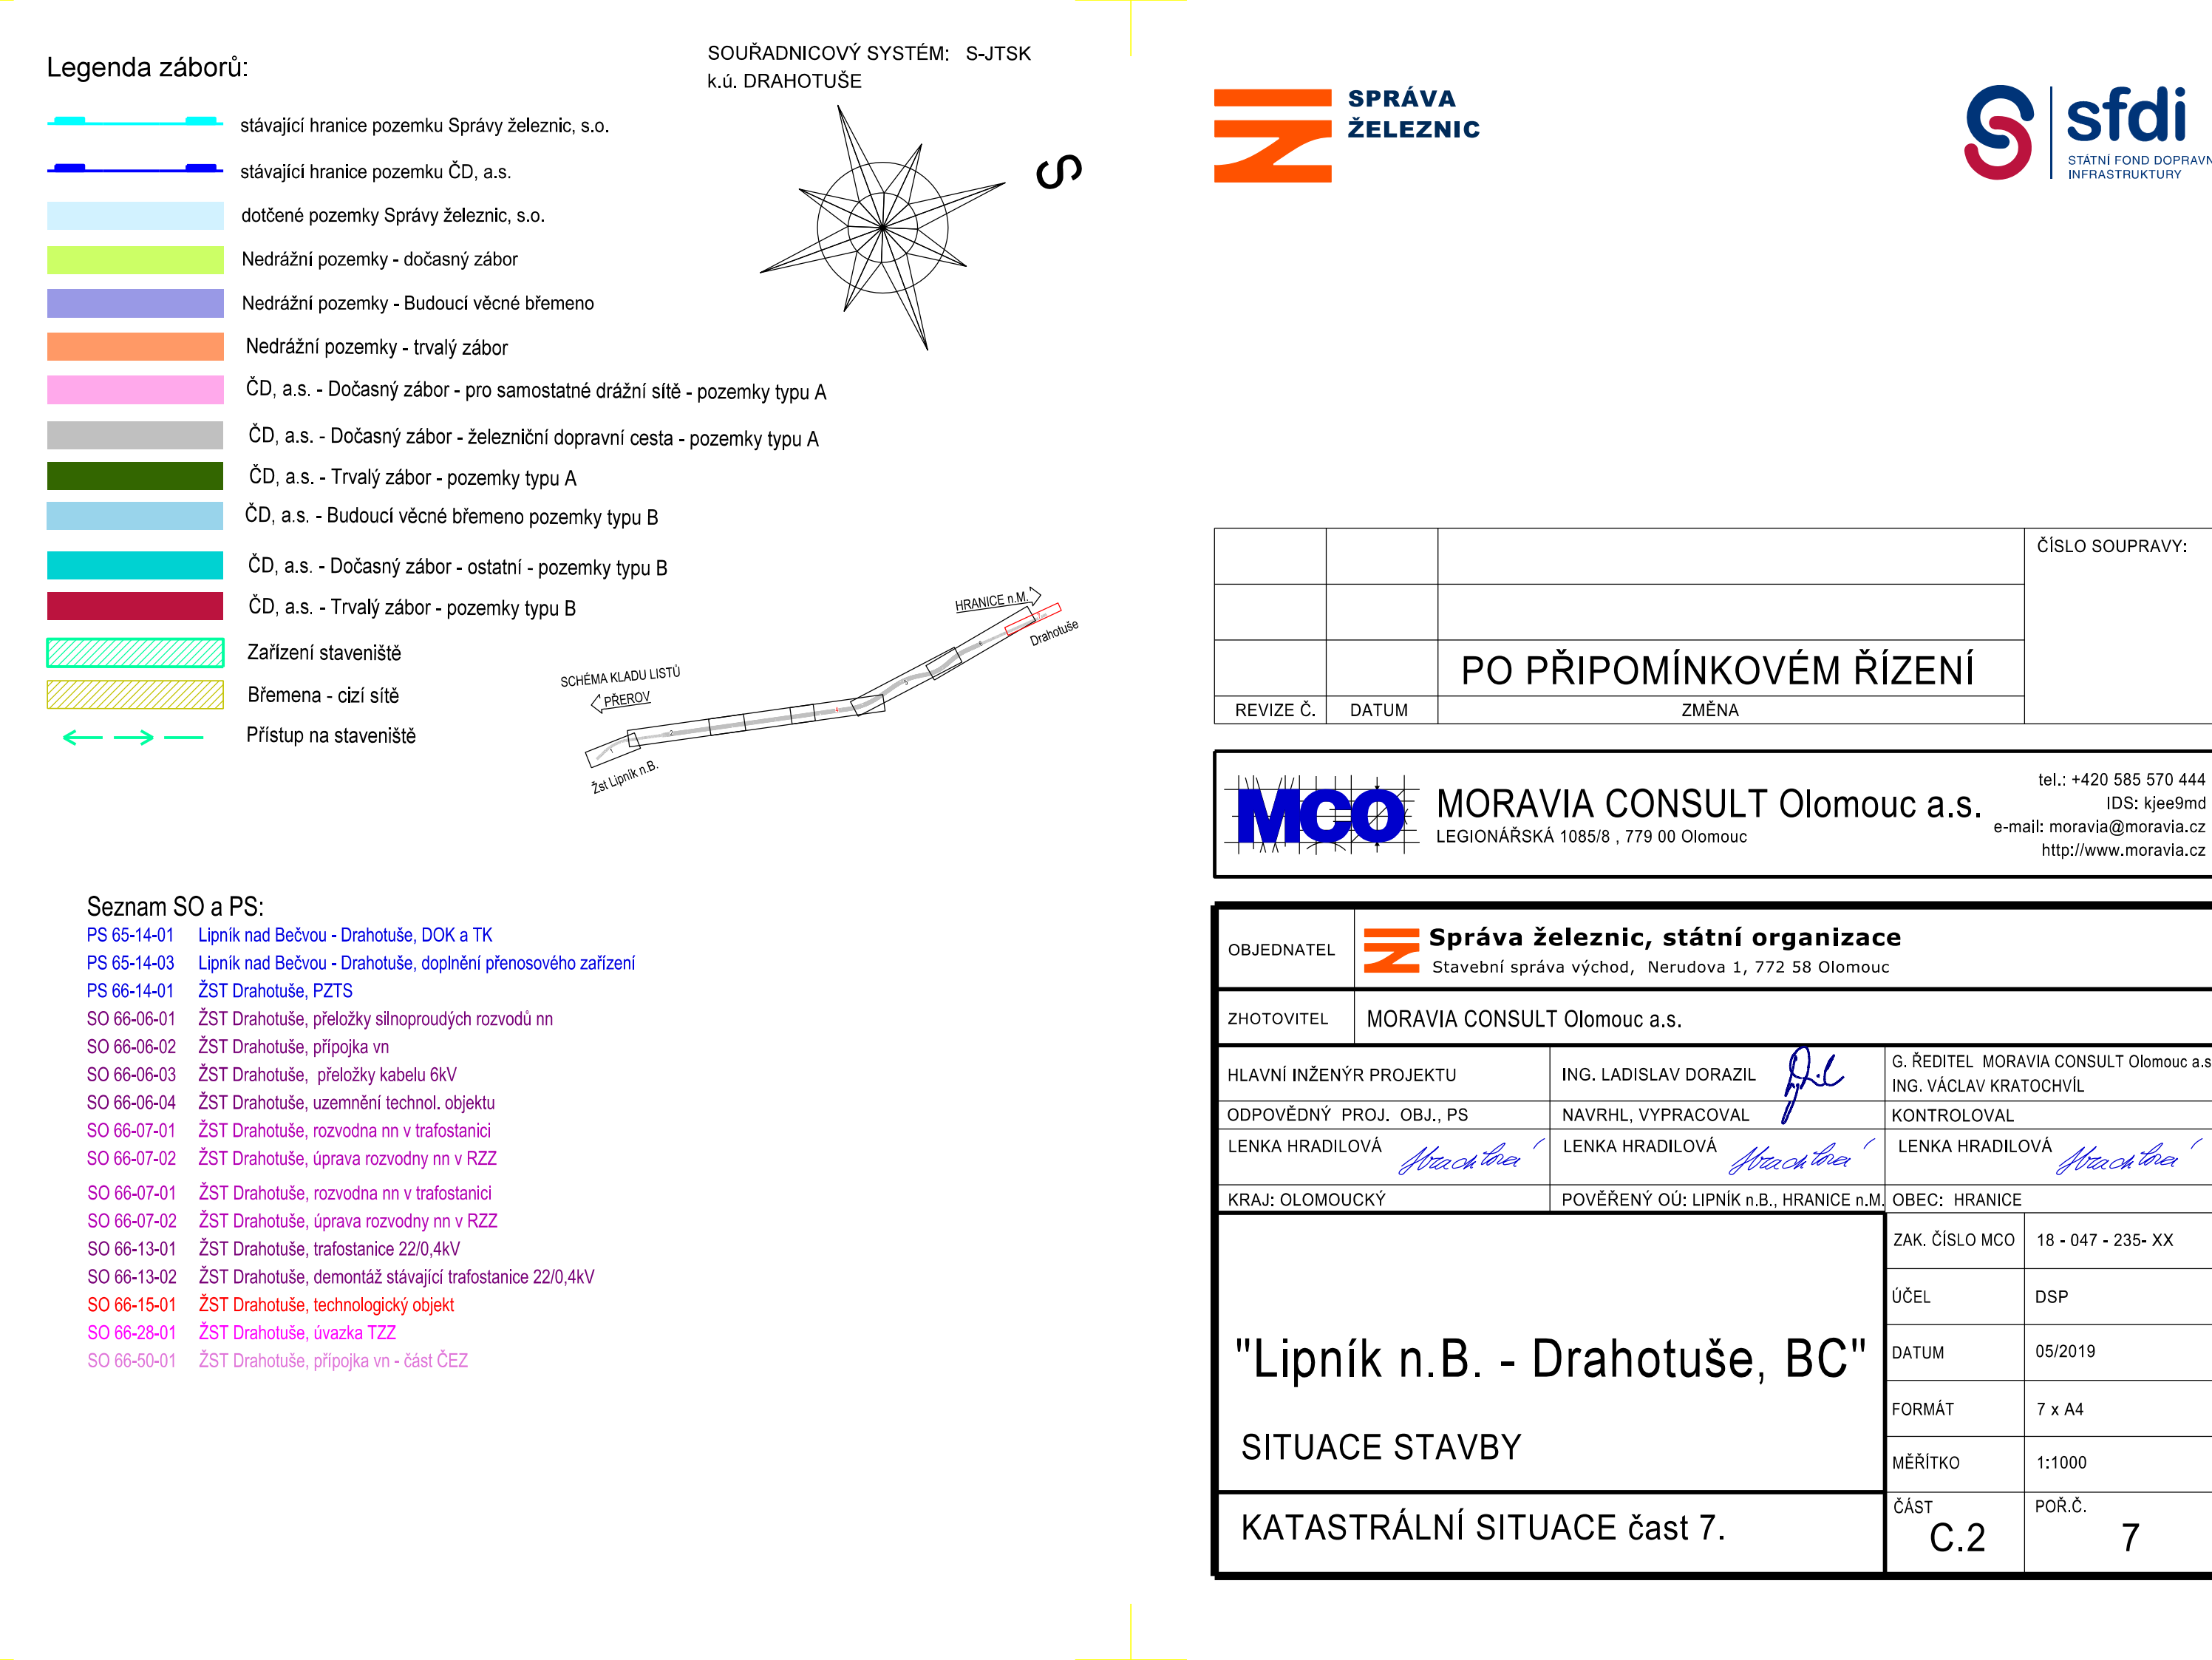 Legenda záborů:
stávající hranice pozemku Správy železnic, s.o.
stávající hranice pozemku ČD, a.s.
dotčené pozemky Správy železnic, s.o.
Nedrážní pozemky - dočasný zábor
Nedrážní pozemky - Budoucí věcné břemeno
Nedrážní pozemky - trvalý zábor
ČD, a.s. - Dočasný zábor - pro samostatné drážní sítě - pozemky typu A
ČD, a.s. - Dočasný zábor - železniční dopravní cesta - pozemky typu A
ČD, a.s. - Trvalý zábor - pozemky typu A
ČD, a.s. - Budoucí věcné břemeno pozemky typu B
ČD, a.s. - Dočasný zábor - ostatní - pozemky typu B
ČD, a.s. - Trvalý zábor - pozemky typu B
Zařízení staveniště
Břemena - cizí sítě
Přístup na staveniště
SOUŘADNICOVÝ SYSTÉM: S-JTSK
k.ú. DRAHOTUŠE
S
SCHÉMA KLADU LISTŮ
PŘEROV
HRANICE n.M.
Drahotuše
Žst Lipník n.B.
1
2
4
5
6
Seznam SO a PS:
PS 65-14-01 Lipník nad Bečvou - Drahotuše, DOK a TK
PS 65-14-03 Lipník nad Bečvou - Drahotuše, doplnění přenosového zařízení
PS 66-14-01 ŽST Drahotuše, PZTS
SO 66-06-01 ŽST Drahotuše, přeložky silnoproudých rozvodů nn
SO 66-06-02 ŽST Drahotuše, přípojka vn
SO 66-06-03 ŽST Drahotuše, přeložky kabelu 6kV
SO 66-06-04 ŽST Drahotuše, uzemnění technol. objektu
SO 66-07-01 ŽST Drahotuše, rozvodna nn v trafostanici
SO 66-07-02 ŽST Drahotuše, úprava rozvodny nn v RZZ
SO 66-07-01 ŽST Drahotuše, rozvodna nn v trafostanici
SO 66-07-02 ŽST Drahotuše, úprava rozvodny nn v RZZ
SO 66-13-01 ŽST Drahotuše, trafostanice 22/0,4kV
SO 66-13-02 ŽST Drahotuše, demontáž stávající trafostanice 22/0,4kV
SO 66-15-01 ŽST Drahotuše, technologický objekt
SO 66-28-01 ŽST Drahotuše, úvazka TZZ
SO 66-50-01 ŽST Drahotuše, přípojka vn - část ČEZ
SPRÁVA
ŽELEZNIC
sfdi
STÁTNÍ FOND DOPRAVN
INFRASTRUKTURY
ČÍSLO SOUPRAVY:
PO PŘIPOMÍNKOVÉM ŘÍZENÍ
REVIZE Č. DATUM ZMĚNA
MCO
MORAVIA CONSULT Olomouc a.s.
LEGIONÁŘSKÁ 1085/8 , 779 00 Olomouc
tel.: +420 585 570 444
IDS: kjee9md
e-mail: moravia@moravia.cz
http://www.moravia.cz
OBJEDNATEL
Správa železnic, státní organizace
Stavební správa východ, Nerudova 1, 772 58 Olomouc
ZHOTOVITEL MORAVIA CONSULT Olomouc a.s.
HLAVNÍ INŽENÝR PROJEKTU ING. LADISLAV DORAZIL
G. ŘEDITEL MORAVIA CONSULT Olomouc a.s
ING. VÁCLAV KRATOCHVÍL
ODPOVĚDNÝ PROJ. OBJ., PS NAVRHL, VYPRACOVAL KONTROLOVAL
LENKA HRADILOVÁ LENKA HRADILOVÁ LENKA HRADILOVÁ
KRAJ: OLOMOUCKÝ POVĚŘENÝ OÚ: LIPNÍK n.B., HRANICE n.M. OBEC: HRANICE
"Lipník n.B. - Drahotuše, BC"
SITUACE STAVBY
KATASTRÁLNÍ SITUACE čast 7.
ZAK. ČÍSLO MCO 18 - 047 - 235- XX
ÚČEL DSP
DATUM 05/2019
FORMÁT 7 x A4
MĚŘÍTKO 1:1000
ČÁST POŘ.Č.
C.2 7